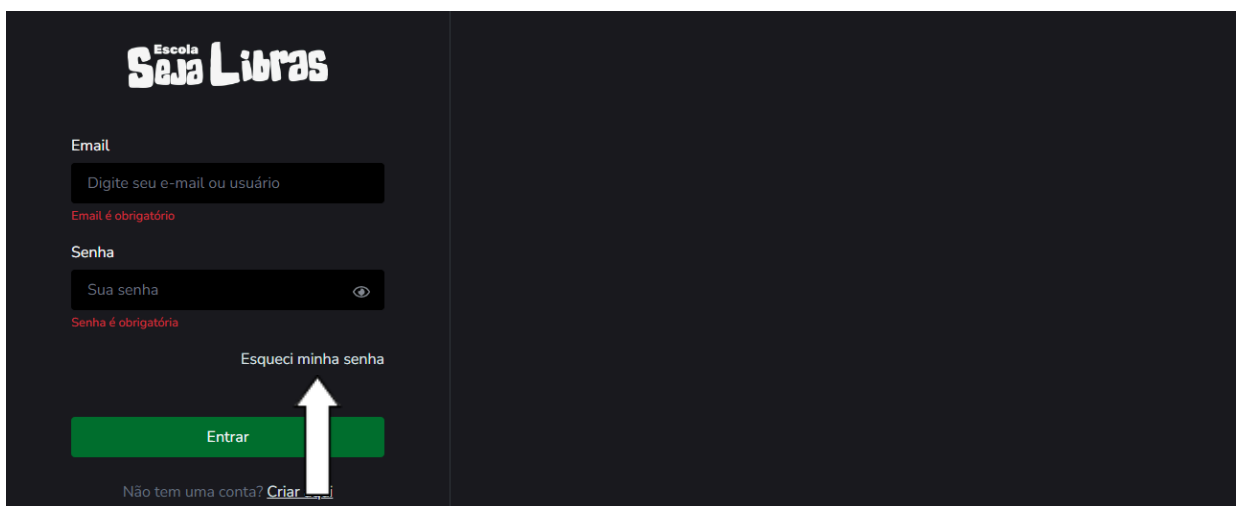 Escola
Seja Libras
Email
Digite seu e-mail ou usuário
Email é obrigatório
Senha
Sua senha
Senha é obrigatória
Esqueci minha senha
Entrar
Não tem uma conta? Criar